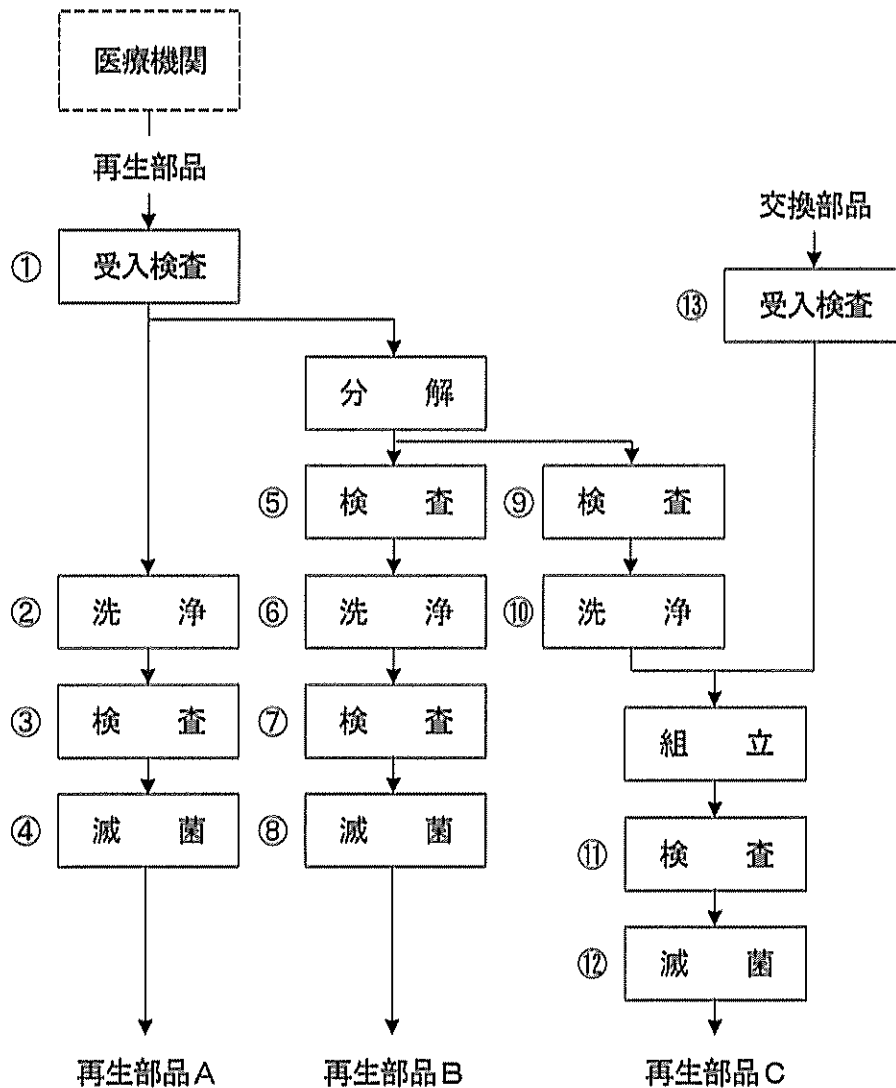 医療機関
再生部品
交換部品
① 受入検査
⑬ 受入検査
分 解
⑤ 検 査
⑨ 検 査
② 洗 浄
⑥ 洗 浄
⑩ 洗 浄
③ 検 査
⑦ 検 査
組 立
④ 滅 菌
⑧ 滅 菌
⑪ 検 査
⑫ 滅 菌
再生部品A
再生部品B
再生部品C